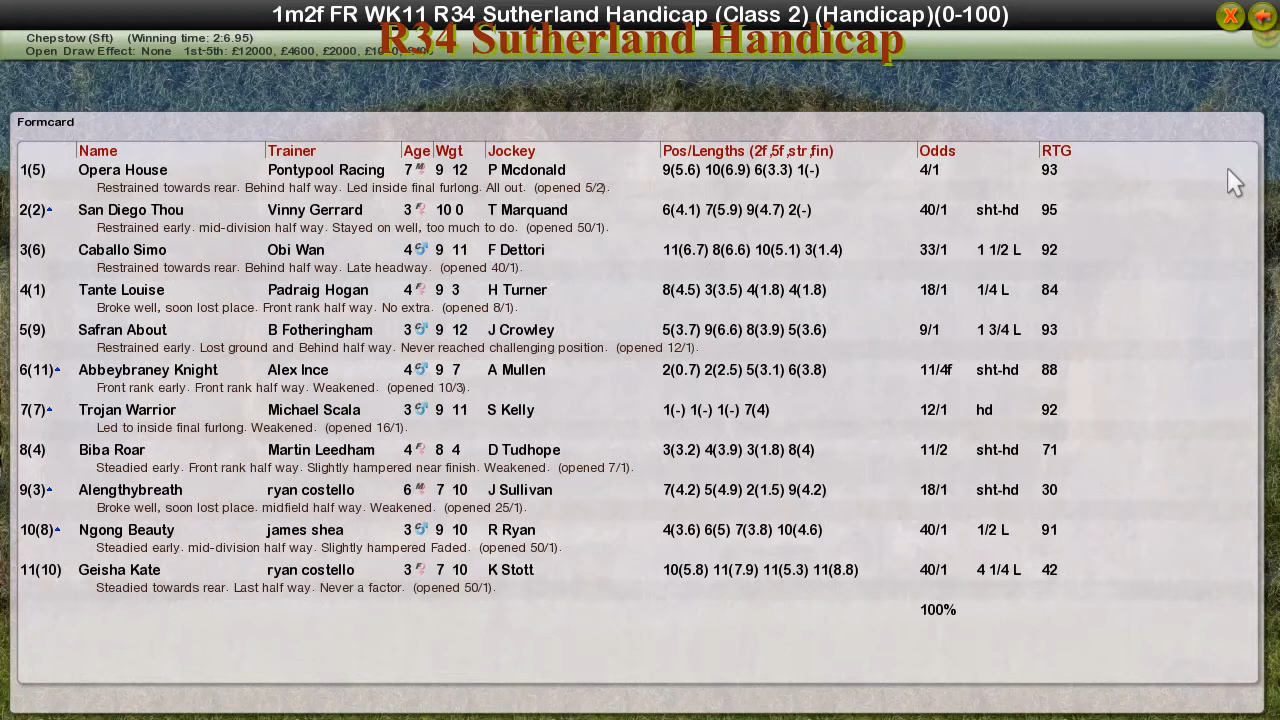 1m2f FR WK11 R34 Sutherland Handicap (Class 2) (Handicap)(0-100)
R34 Sutherland Handicap
Chepstow (Sft) (Winning time: 2:6.95)
Open Draw Effect: None 1st-5th: £12000, £4600, £2000,
Formcard
Name Trainer Age Wgt Jockey Pos/Lengths (2f,5f,str,fin) Odds RTG
1(5) Opera House Pontypool Racing 7 9 12 P Mcdonald 9(5.6) 10(6.9) 6(3.3) 1(-) 4/1 93
Restrained towards rear. Behind half way. Led inside final furlong. All out. (opened 5/2).
2(2) San Diego Thou Vinny Gerrard 3 10 0 T Marquand 6(4.1) 7(5.9) 9(4.7) 2(-) 40/1 sht-hd 95
Restrained early. mid-division half way. Stayed on well, too much to do. (opened 50/1).
3(6) Caballo Simo Obi Wan 4 9 11 F Dettori 11(6.7) 8(6.6) 10(5.1) 3(1.4) 33/1 1 1/2 L 92
Restrained towards rear. Behind half way. Late headway. (opened 40/1).
4(1) Tante Louise Padraig Hogan 4 9 3 H Turner 8(4.5) 3(3.5) 4(1.8) 4(1.8) 18/1 1/4 L 84
Broke well, soon lost place. Front rank half way. No extra. (opened 8/1).
5(9) Safran About B Fotheringham 3 9 12 J Crowley 5(3.7) 9(6.6) 8(3.9) 5(3.6) 9/1 1 3/4 L 93
Restrained early. Lost ground and Behind half way. Never reached challenging position. (opened 12/1).
6(11) Abbeybraney Knight Alex Ince 4 9 7 A Mullen 2(0.7) 2(2.5) 5(3.1) 6(3.8) 11/4f sht-hd 88
Front rank early. Front rank half way. Weakened. (opened 10/3).
7(7) Trojan Warrior Michael Scala 3 9 11 S Kelly 1(-) 1(-) 1(-) 7(4) 12/1 hd 92
Led to inside final furlong. Weakened. (opened 16/1).
8(4) Biba Roar Martin Leedham 4 8 4 D Tudhope 3(3.2) 4(3.9) 3(1.8) 8(4) 11/2 sht-hd 71
Steadied early. Front rank half way. Slightly hampered near finish. Weakened. (opened 7/1).
9(3) Alengthybreath ryan costello 6 7 10 J Sullivan 7(4.2) 5(4.9) 2(1.5) 9(4.2) 18/1 sht-hd 30
Broke well, soon lost place. midfield half way. Weakened. (opened 25/1).
10(8) Ngong Beauty james shea 3 9 10 R Ryan 4(3.6) 6(5) 7(3.8) 10(4.6) 40/1 1/2 L 91
Steadied early. mid-division half way. Slightly hampered Faded. (opened 50/1).
11(10) Geisha Kate ryan costello 3 7 10 K Stott 10(5.8) 11(7.9) 11(5.3) 11(8.8) 40/1 4 1/4 L 42
Steadied towards rear. Last half way. Never a factor. (opened 50/1).
100%